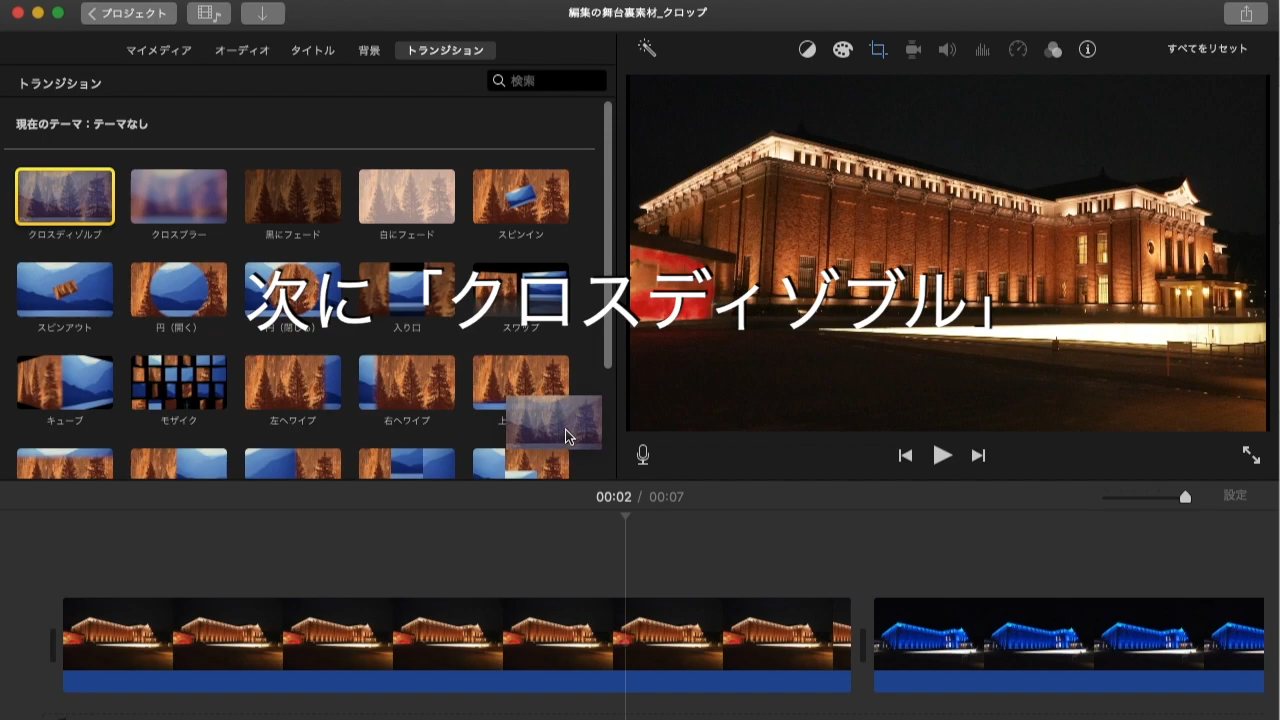 プロジェクト
編集の舞台裏素材_クロップ
マイメディア オーディオ タイトル 背景 トランジション
すべてをリセット
トランジション
検索
現在のテーマ：テーマなし
クロスディゾルブ クロスブラー 黒にフェード 白にフェード スピンイン
次に「クロスディゾブル」
スピンアウト 円（開く） 円（閉じる） 入り口 スワップ
キューブ モザイク 左へワイプ 右へワイプ 上
00:02 / 00:07
設定